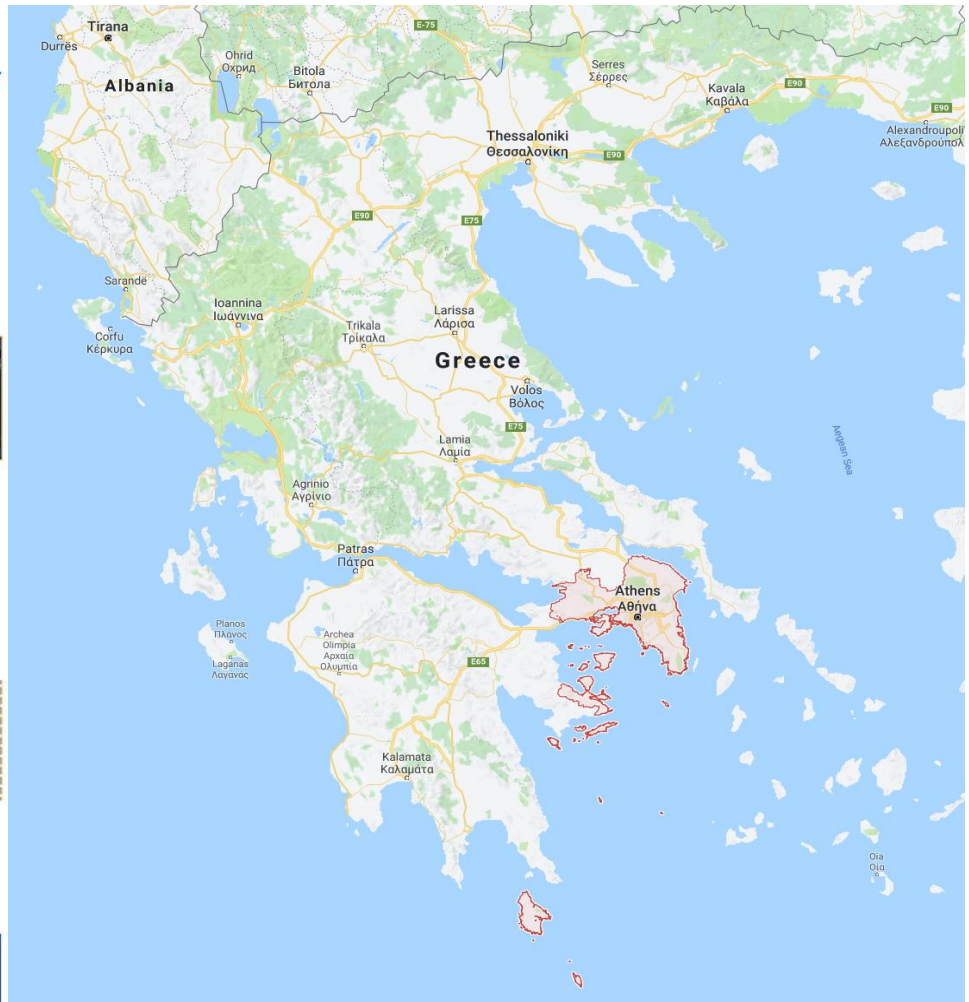 E-75
Tirana
Durrës
Ohrid
Охрид
Bitola
Битола
Serres
Σέρρες
Albania
Kavala
Καβάλα
E90
E90
Alexandroupoli
Αλεξανδρούπολ
Thessaloniki
Θεσσαλονίκη
E90
E90
E75
Sarandë
Ioannina
Ιωάννινα
Corfu
Κέρκυρα
Trikala
Τρίκαλα
Larissa
Λάρισα
Greece
Volos
Βόλος
E75
Aegean Sea
Lamia
Λαμία
Agrinio
Αγρίνιο
Patras
Πάτρα
Athens
Αθήνα
Planos
Πλάνος
Laganas
Λαγανάς
Archea
Olimpia
Αρχαία
Ολυμπία
E65
Kalamata
Καλαμάτα
Oia
Οία